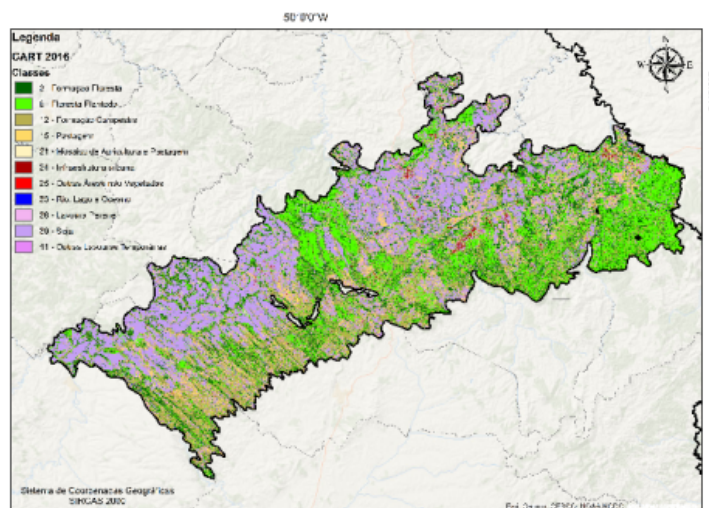 50°0'0"W
Legenda
CART 2016
Classes
N
W E
S
3 - Formação Floresta
9 - Floresta Plantada
12 - Formação Campestre
15 - Pastagem
21 - Mosaico de Agricultura e Pastagem
24 - Infraestrutura urbana
25 - Outras Áreas não Vegetadas
33 - Rio, Lago e Oceano
36 - Lavoura Perene
39 - Soja
41 - Outras Lavouras Temporárias
Sistema de Coordenadas Geográficas
SIRGAS 2000